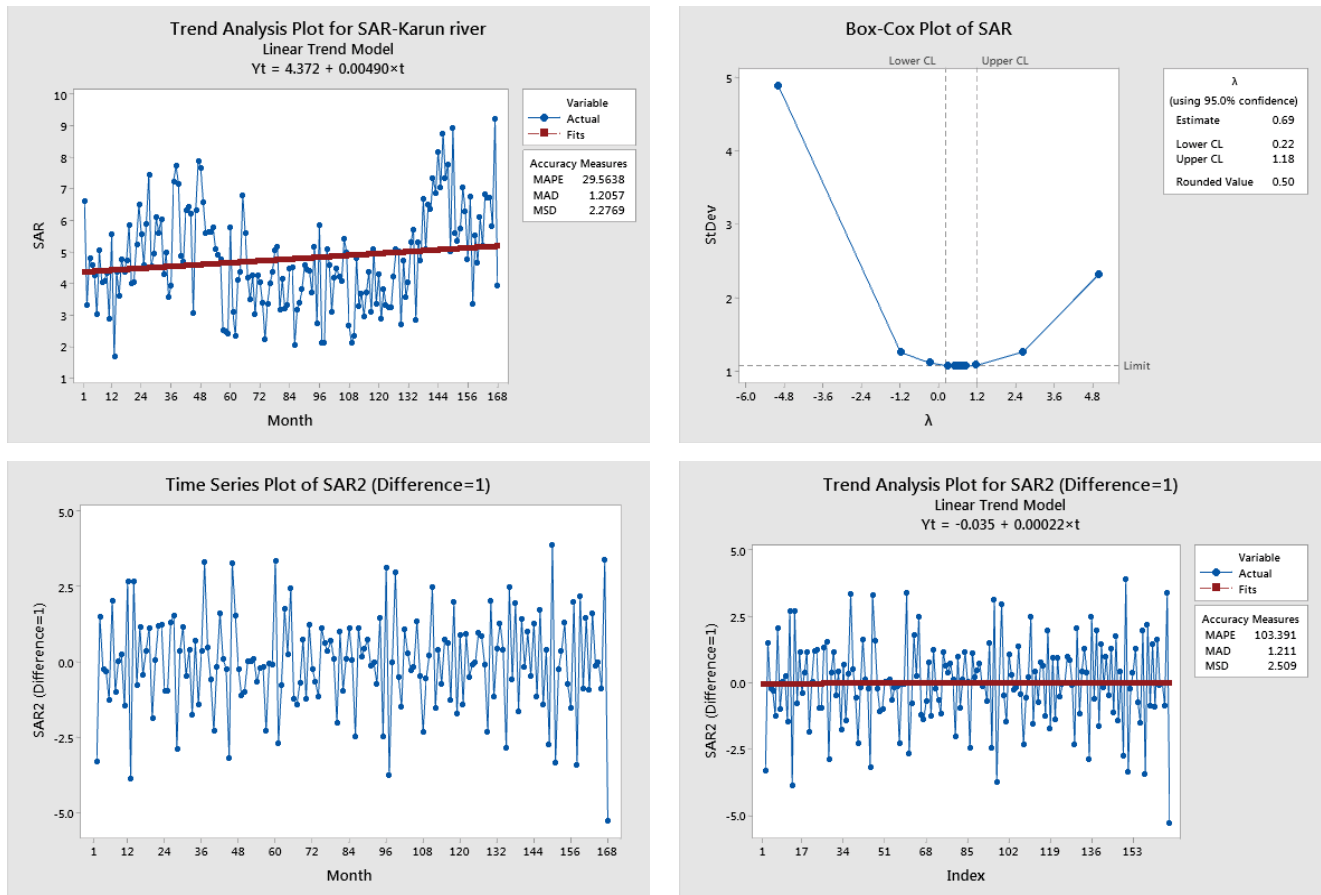 Trend Analysis Plot for SAR-Karun river
Linear Trend Model
Yt = 4.372 + 0.00490×t
SAR
10
9
8
7
6
5
4
3
2
1
1 12 24 36 48 60 72 84 96 108 120 132 144 156 168
Month
Variable
Actual
Fits
Accuracy Measures
MAPE 29.5638
MAD 1.2057
MSD 2.2769
Box-Cox Plot of SAR
Lower CL Upper CL
StDev
5
4
3
2
1
Limit
-6.0 -4.8 -3.6 -2.4 -1.2 0.0 1.2 2.4 3.6 4.8
λ
λ
(using 95.0% confidence)
Estimate 0.69
Lower CL 0.22
Upper CL 1.18
Rounded Value 0.50
Time Series Plot of SAR2 (Difference=1)
SAR2 (Difference=1)
5.0
2.5
0.0
-2.5
-5.0
1 12 24 36 48 60 72 84 96 108 120 132 144 156 168
Month
Trend Analysis Plot for SAR2 (Difference=1)
Linear Trend Model
Yt = -0.035 + 0.00022×t
SAR2 (Difference=1)
5.0
2.5
0.0
-2.5
-5.0
1 17 34 51 68 85 102 119 136 153
Index
Variable
Actual
Fits
Accuracy Measures
MAPE 103.391
MAD 1.211
MSD 2.509